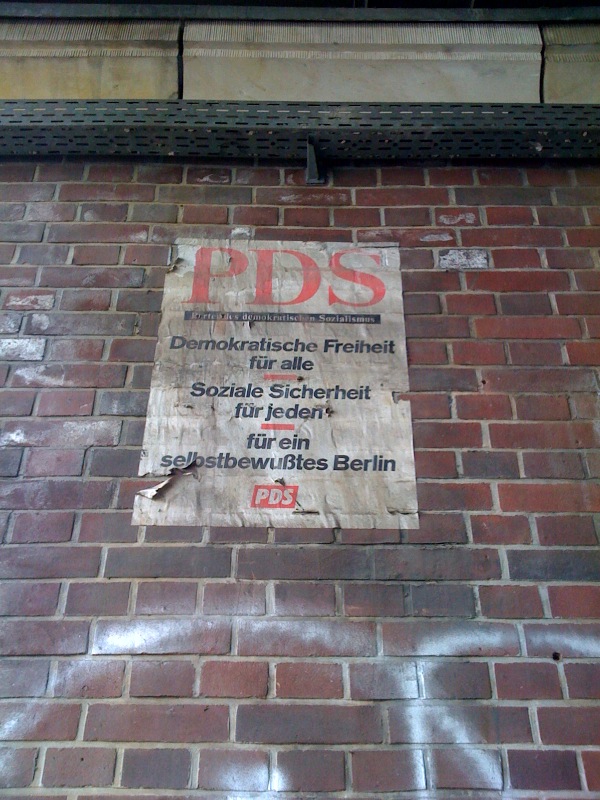 PDS
Partei des demokratischen Sozialismus
Demokratische Freiheit
für alle
Soziale Sicherheit
für jeden
für ein
selbstbewußtes Berlin
PDS